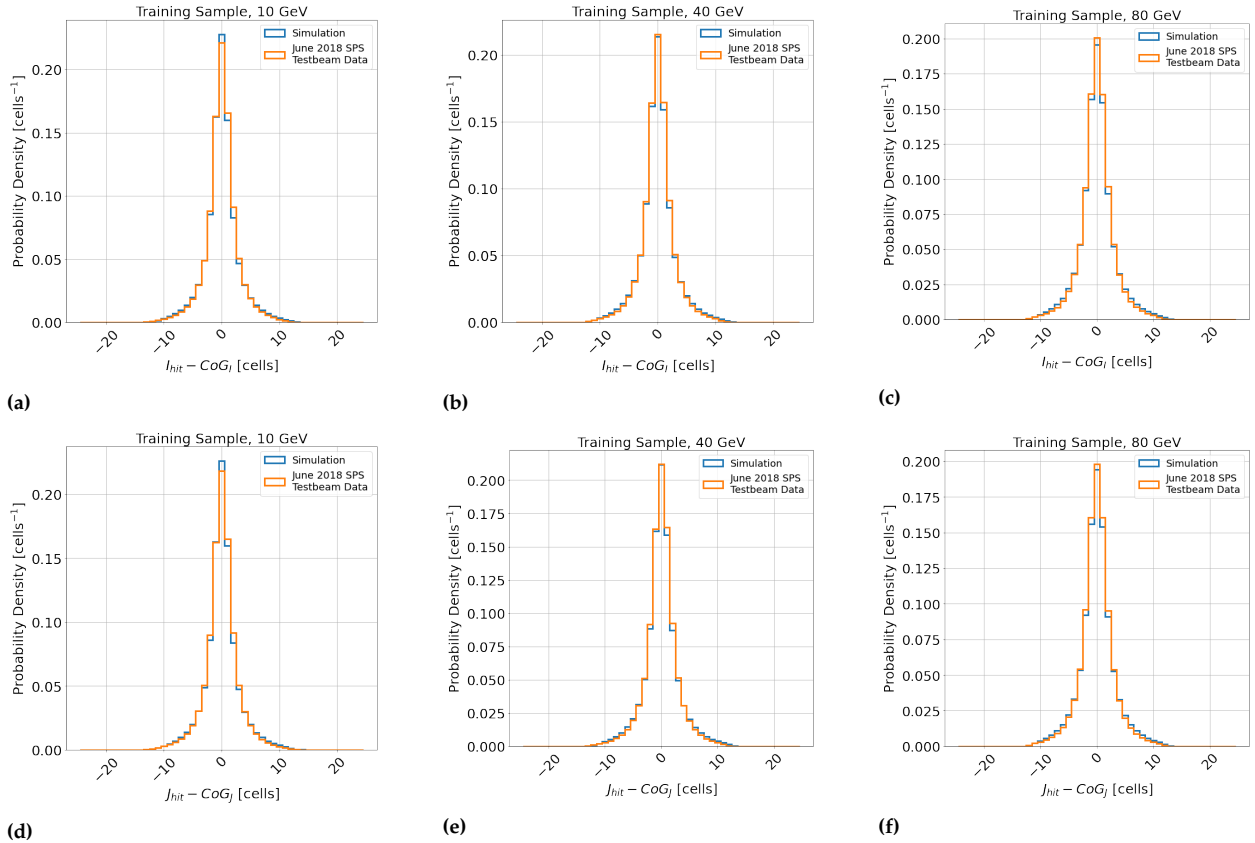 Training Sample, 10 GeV
Simulation
June 2018 SPS
Testbeam Data
Probability Density [cells⁻¹]
0.20
0.15
0.10
0.05
0.00
−20
−10
0
10
20
I_hit − CoG_I [cells]
(a)
Training Sample, 40 GeV
Simulation
June 2018 SPS
Testbeam Data
Probability Density [cells⁻¹]
0.20
0.15
0.10
0.05
0.00
−20
−10
0
10
20
I_hit − CoG_I [cells]
(b)
Training Sample, 80 GeV
Simulation
June 2018 SPS
Testbeam Data
Probability Density [cells⁻¹]
0.200
0.175
0.150
0.125
0.100
0.075
0.050
0.025
0.000
−20
−10
0
10
20
I_hit − CoG_I [cells]
(c)
Training Sample, 10 GeV
Simulation
June 2018 SPS
Testbeam Data
Probability Density [cells⁻¹]
0.20
0.15
0.10
0.05
0.00
−20
−10
0
10
20
J_hit − CoG_J [cells]
(d)
Training Sample, 40 GeV
Simulation
June 2018 SPS
Testbeam Data
Probability Density [cells⁻¹]
0.200
0.175
0.150
0.125
0.100
0.075
0.050
0.025
0.000
−20
−10
0
10
20
J_hit − CoG_J [cells]
(e)
Training Sample, 80 GeV
Simulation
June 2018 SPS
Testbeam Data
Probability Density [cells⁻¹]
0.200
0.175
0.150
0.125
0.100
0.075
0.050
0.025
0.000
−20
−10
0
10
20
J_hit − CoG_J [cells]
(f)